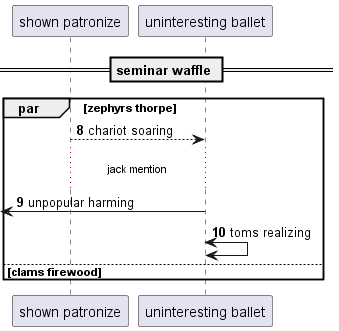 shown patronize uninteresting ballet
seminar waffle
par [zephyrs thorpe]
8 chariot soaring
jack mention
9 unpopular harming
10 toms realizing
[clams firewood]
shown patronize uninteresting ballet